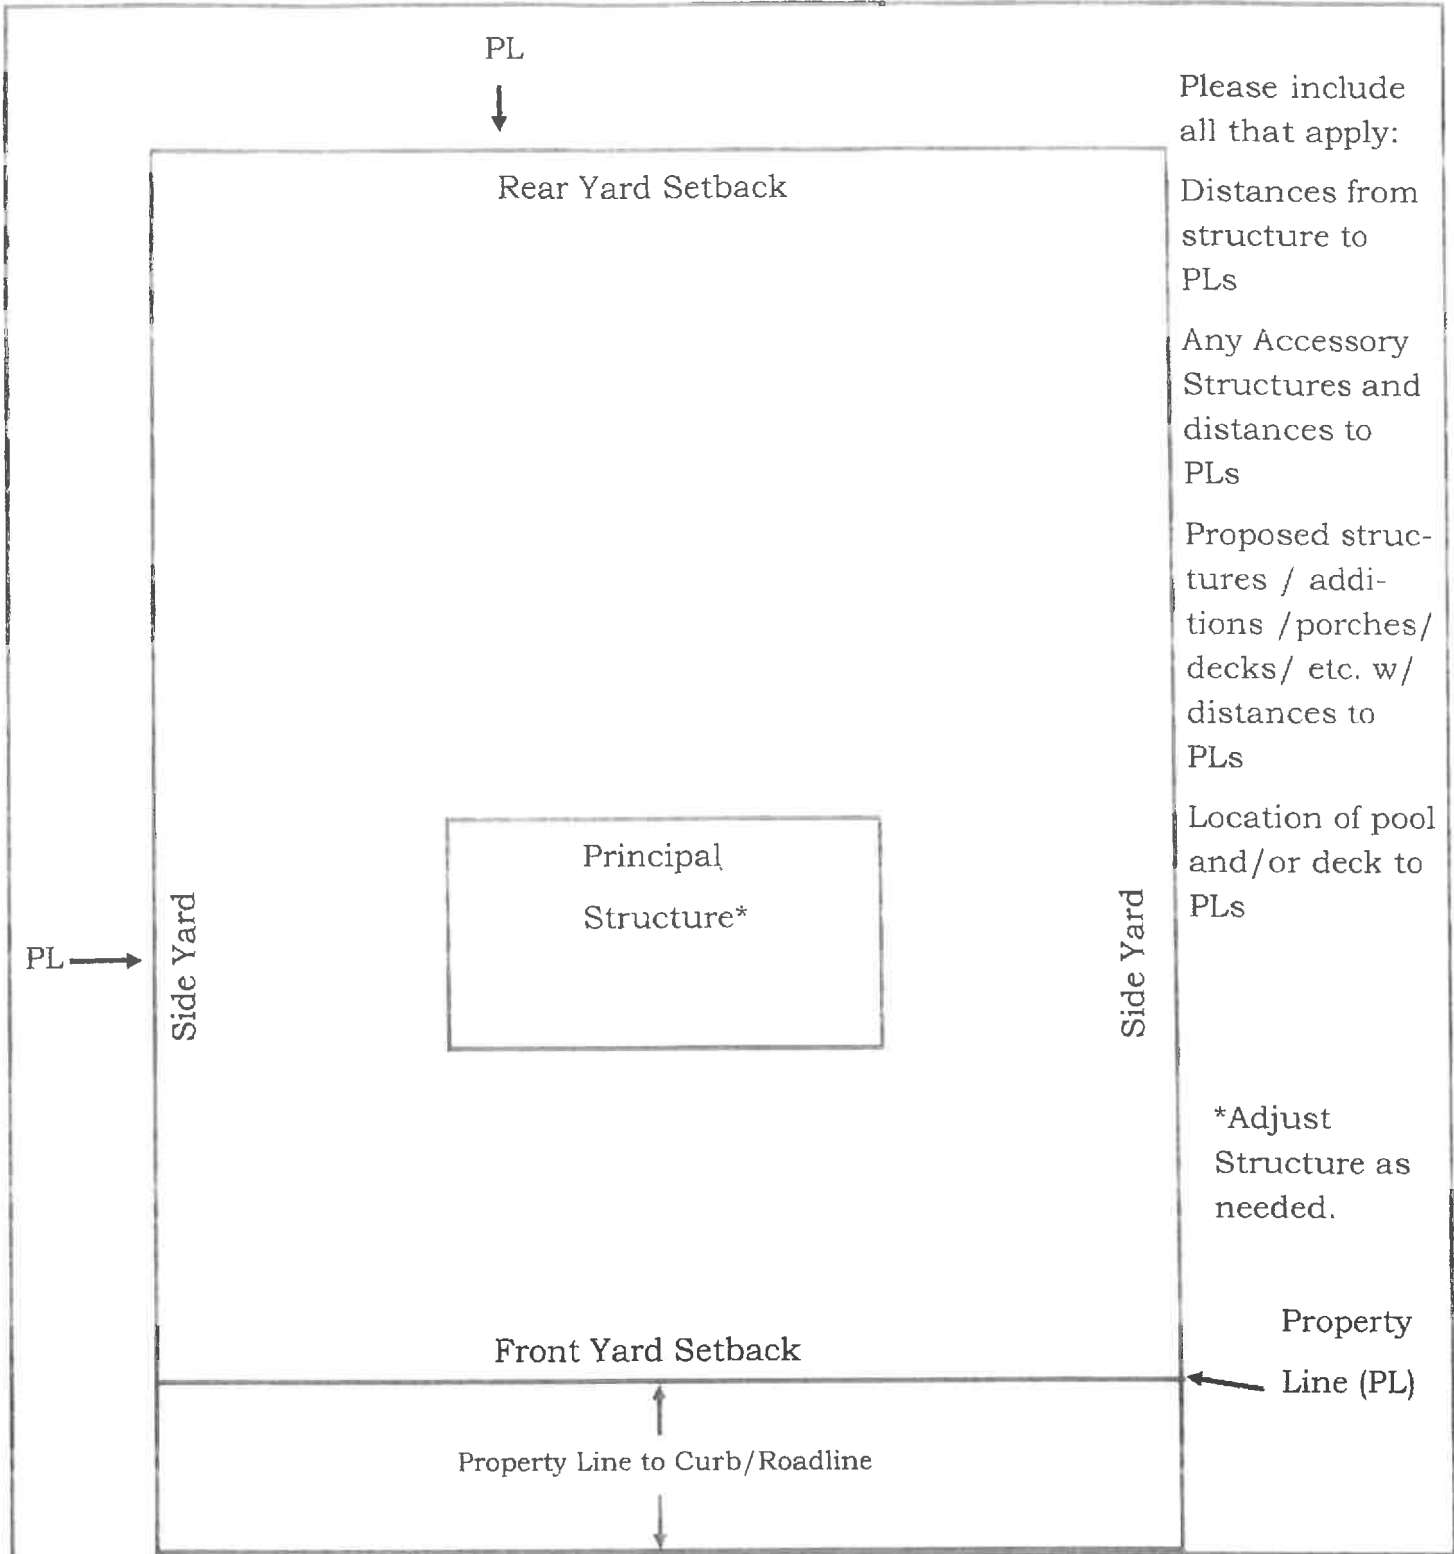 PL
Please include
all that apply:
Rear Yard Setback
Distances from
structure to
PLs
Any Accessory
Structures and
distances to
PLs
Proposed struc-
tures / addi-
tions /porches/
decks/ etc. w/
distances to
PLs
Location of pool
and/or deck to
PLs
Principal
Structure*
PL
Side Yard
Side Yard
*Adjust
Structure as
needed.
Property
Line (PL)
Front Yard Setback
Property Line to Curb/Roadline